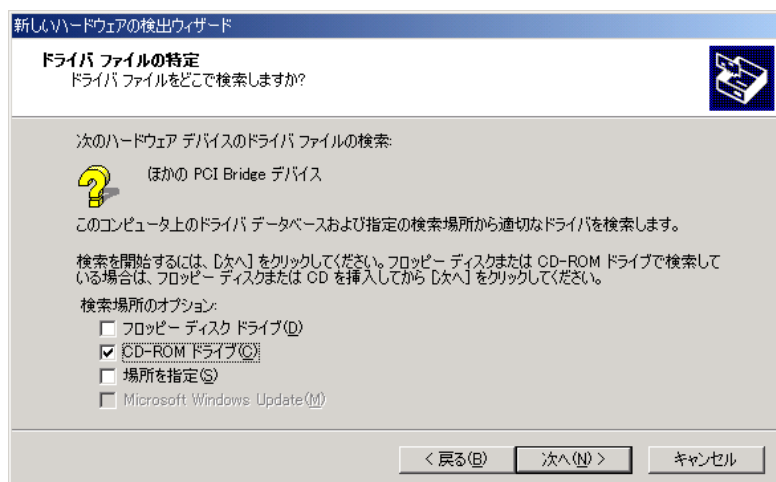 新しいハードウェアの検出ウィザード
ドライバ ファイルの特定
ドライバ ファイルをどこで検索しますか?
次のハードウェア デバイスのドライバ ファイルの検索:
ほかの PCI Bridge デバイス
このコンピュータ上のドライバ データベースおよび指定の検索場所から適切なドライバを検索します。
検索を開始するには、[次へ] をクリックしてください。フロッピー ディスクまたは CD-ROM ドライブで検索して
いる場合は、フロッピー ディスクまたは CD を挿入してから [次へ] をクリックしてください。
検索場所のオプション:
フロッピー ディスク ドライブ(D)
CD-ROM ドライブ(C)
場所を指定(S)
Microsoft Windows Update(M)
< 戻る(B)
次へ(N) >
キャンセル